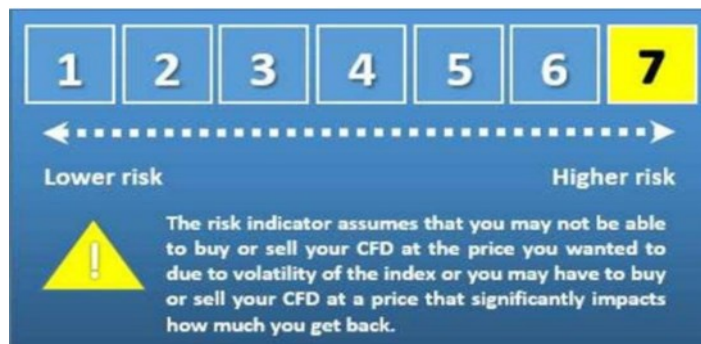 1 2 3 4 5 6 7
Lower risk Higher risk
!
The risk indicator assumes that you may not be able
to buy or sell your CFD at the price you wanted to
due to volatility of the index or you may have to buy
or sell your CFD at a price that significantly impacts
how much you get back.